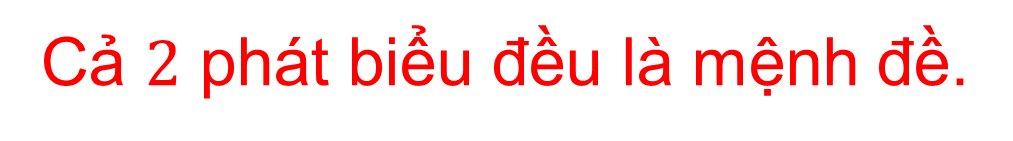 Cả 2 phát biểu đều là mệnh đề.